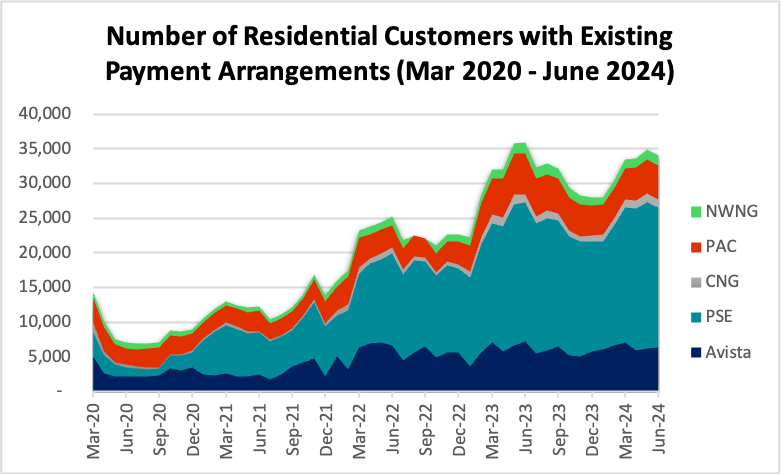 Number of Residential Customers with Existing
Payment Arrangements (Mar 2020 - June 2024)
40,000
35,000
30,000
25,000
20,000
15,000
10,000
5,000
-
NWNG
PAC
CNG
PSE
Avista
Mar-20
Jun-20
Sep-20
Dec-20
Mar-21
Jun-21
Sep-21
Dec-21
Mar-22
Jun-22
Sep-22
Dec-22
Mar-23
Jun-23
Sep-23
Dec-23
Mar-24
Jun-24